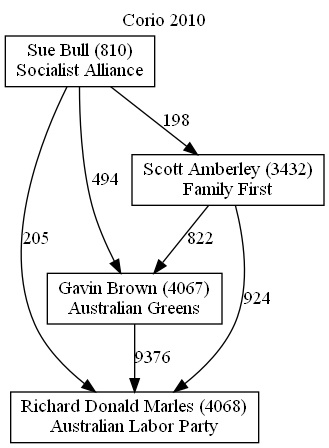 Corio 2010
Sue Bull (810)
Socialist Alliance
198
Scott Amberley (3432)
Family First
494
205
822
924
Gavin Brown (4067)
Australian Greens
9376
Richard Donald Marles (4068)
Australian Labor Party